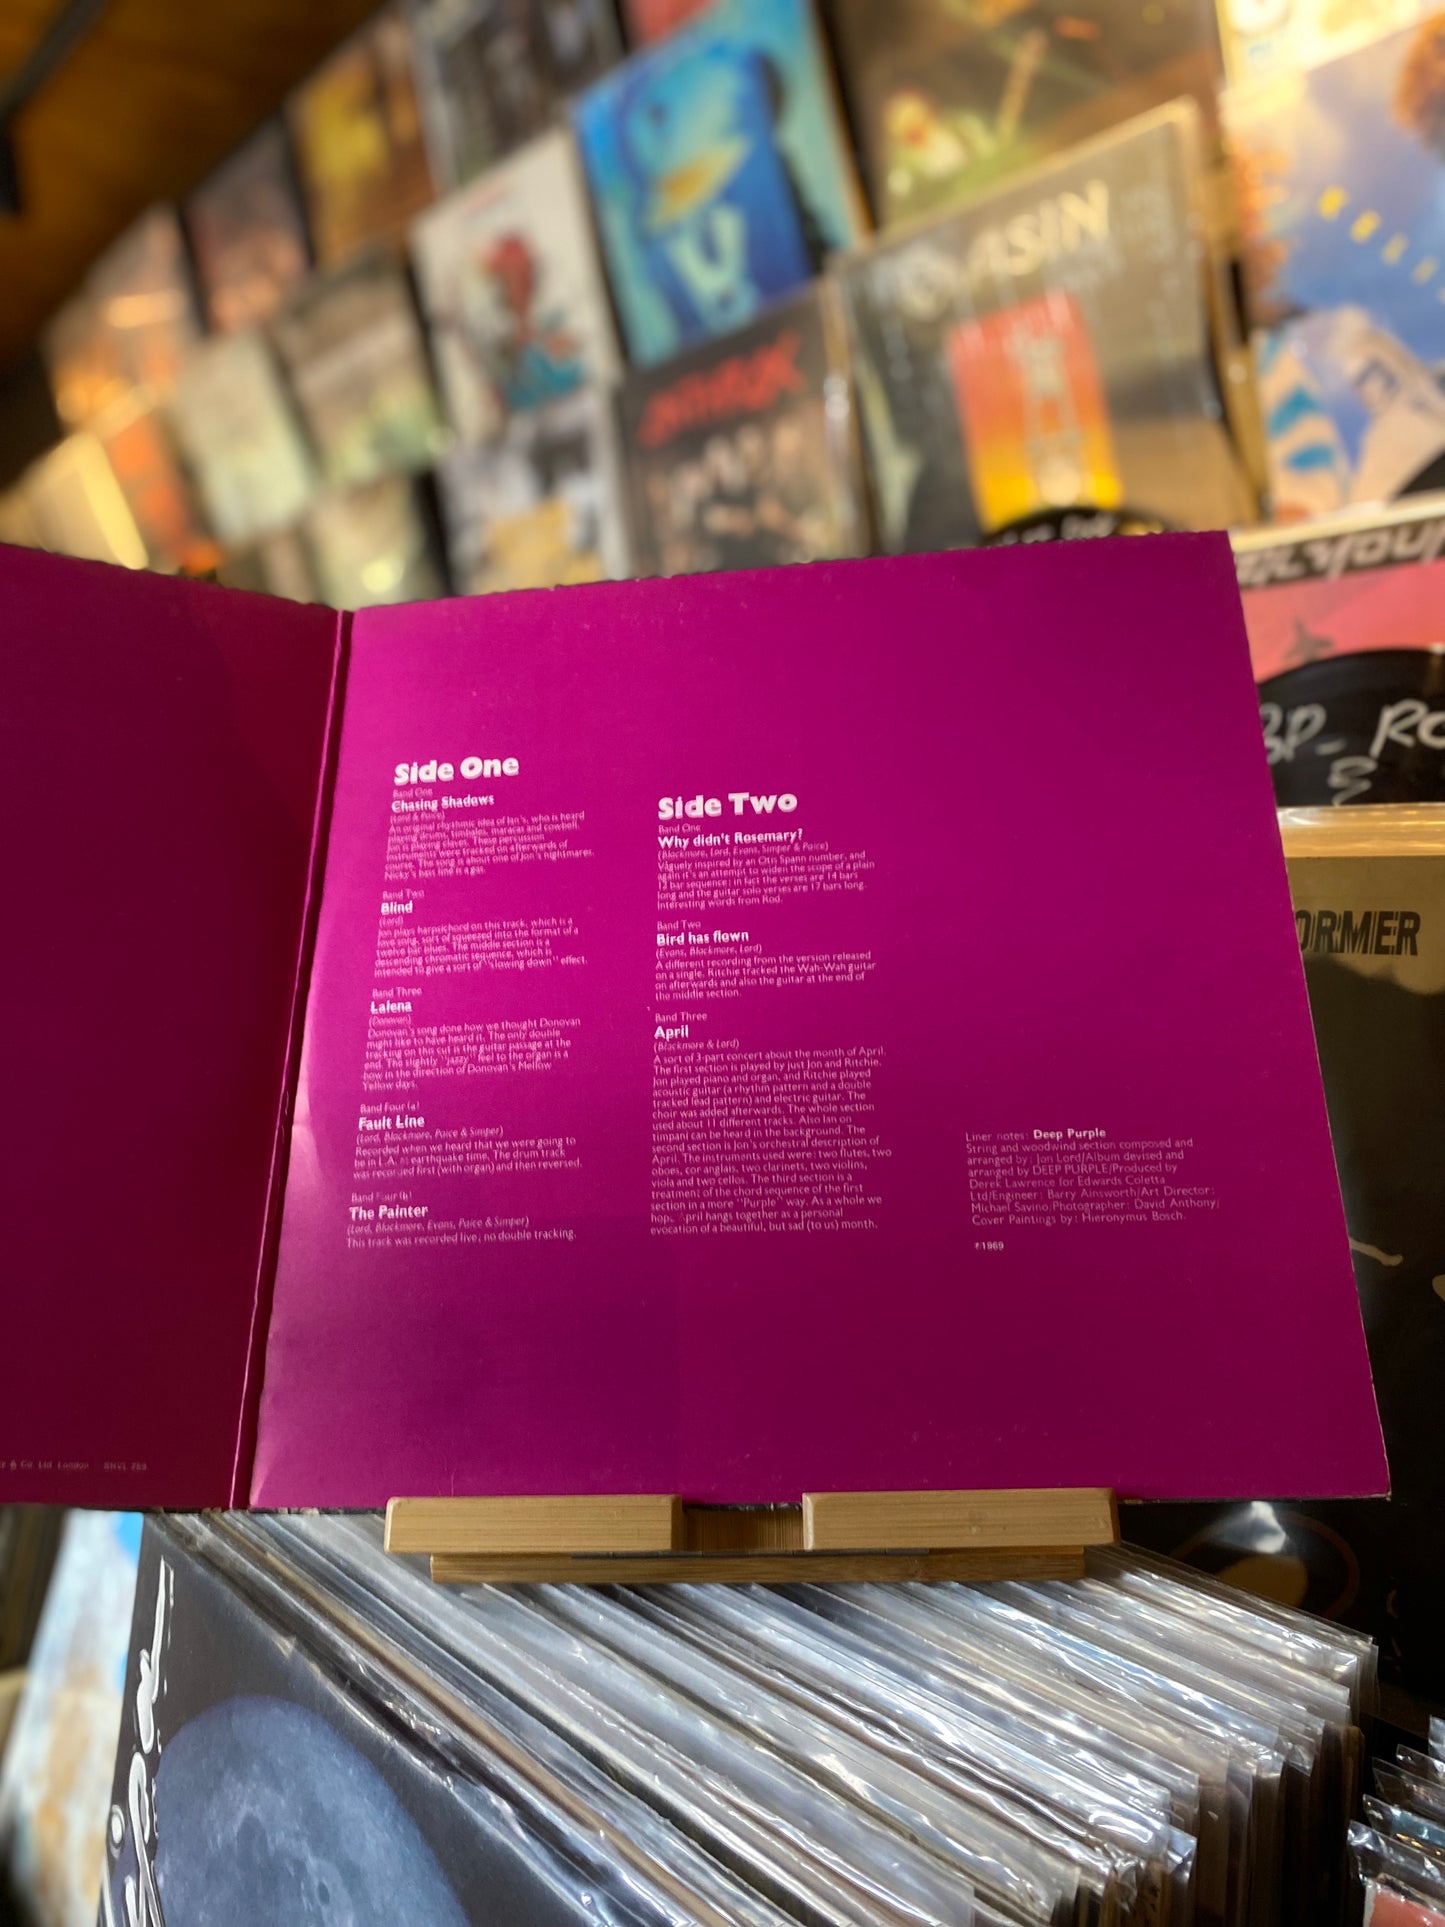 Side One
Band One
Chasing Shadows
(Lord & Paice)
An original rhythmic idea of Ian's, who is heard
playing drums, timbales, maracas and cowbell.
Jon is playing claves. These percussion
instruments were tracked on afterwards of
course. The song is about one of Jon's nightmares.
Nicky's bass line is a gas.
Band Two
Blind
(Lord)
Jon plays harpsichord on this track, which is a
love song, sort of squeezed into the format of a
twelve bar blues. The middle section is a
descending chromatic sequence, which is
intended to give a sort of "slowing down" effect.
Band Three
Lalena
(Donovan)
Donovan's song done how we thought Donovan
might like to have heard it. The only double
tracking on this cut is the guitar passage at the
end. The slightly "jazzy" feel to the organ is a
bow in the direction of Donovan's Mellow
Yellow days.
Band Four (a)
Fault Line
(Lord, Blackmore, Paice & Simper)
Recorded when we heard that we were going to
be in L.A. at earthquake time. The drum track
was recorded first (with organ) and then reversed.
Band Four (b)
The Painter
(Lord, Blackmore, Evans, Paice & Simper)
This track was recorded live; no double tracking.
Side Two
Band One
Why didn't Rosemary?
(Blackmore, Lord, Evans, Simper & Paice)
Vaguely inspired by an Otis Spann number, and
again it's an attempt to widen the scope of a plain
12 bar sequence; in fact the verses are 14 bars
long and the guitar solo verses are 17 bars long.
Interesting words from Rod.
Band Two
Bird has flown
(Evans, Blackmore, Lord)
A different recording from the version released
on a single. Ritchie tracked the Wah-Wah guitar
on afterwards and also the guitar at the end of
the middle section.
Band Three
April
(Blackmore & Lord)
A sort of 3-part concert about the month of April.
The first section is played by just Jon and Ritchie.
Jon played piano and organ, and Ritchie played
acoustic guitar (a rhythm pattern and a double
tracked lead pattern) and electric guitar. The
choir was added afterwards. The whole section
used about 11 different tracks. Also Ian on
timpani can be heard in the background. The
second section is Jon's orchestral description of
April. The instruments used were: two flutes, two
oboes, cor anglais, two clarinets, two violins,
viola and two cellos. The third section is a
treatment of the chord sequence of the first
section in a more "Purple" way. As a whole we
hope April hangs together as a personal
evocation of a beautiful, but sad (to us) month.
Liner notes: Deep Purple
String and woodwind section composed and
arranged by: Jon Lord/Album devised and
arranged by DEEP PURPLE/Produced by
Derek Lawrence for Edwards Coletta
Ltd/Engineer: Barry Ainsworth/Art Director:
Michael Savino/Photographer: David Anthony/
Cover Paintings by: Hieronymus Bosch.
℗ 1969
& Co Ltd London SHVL 759
ANTHRAX
ORMER